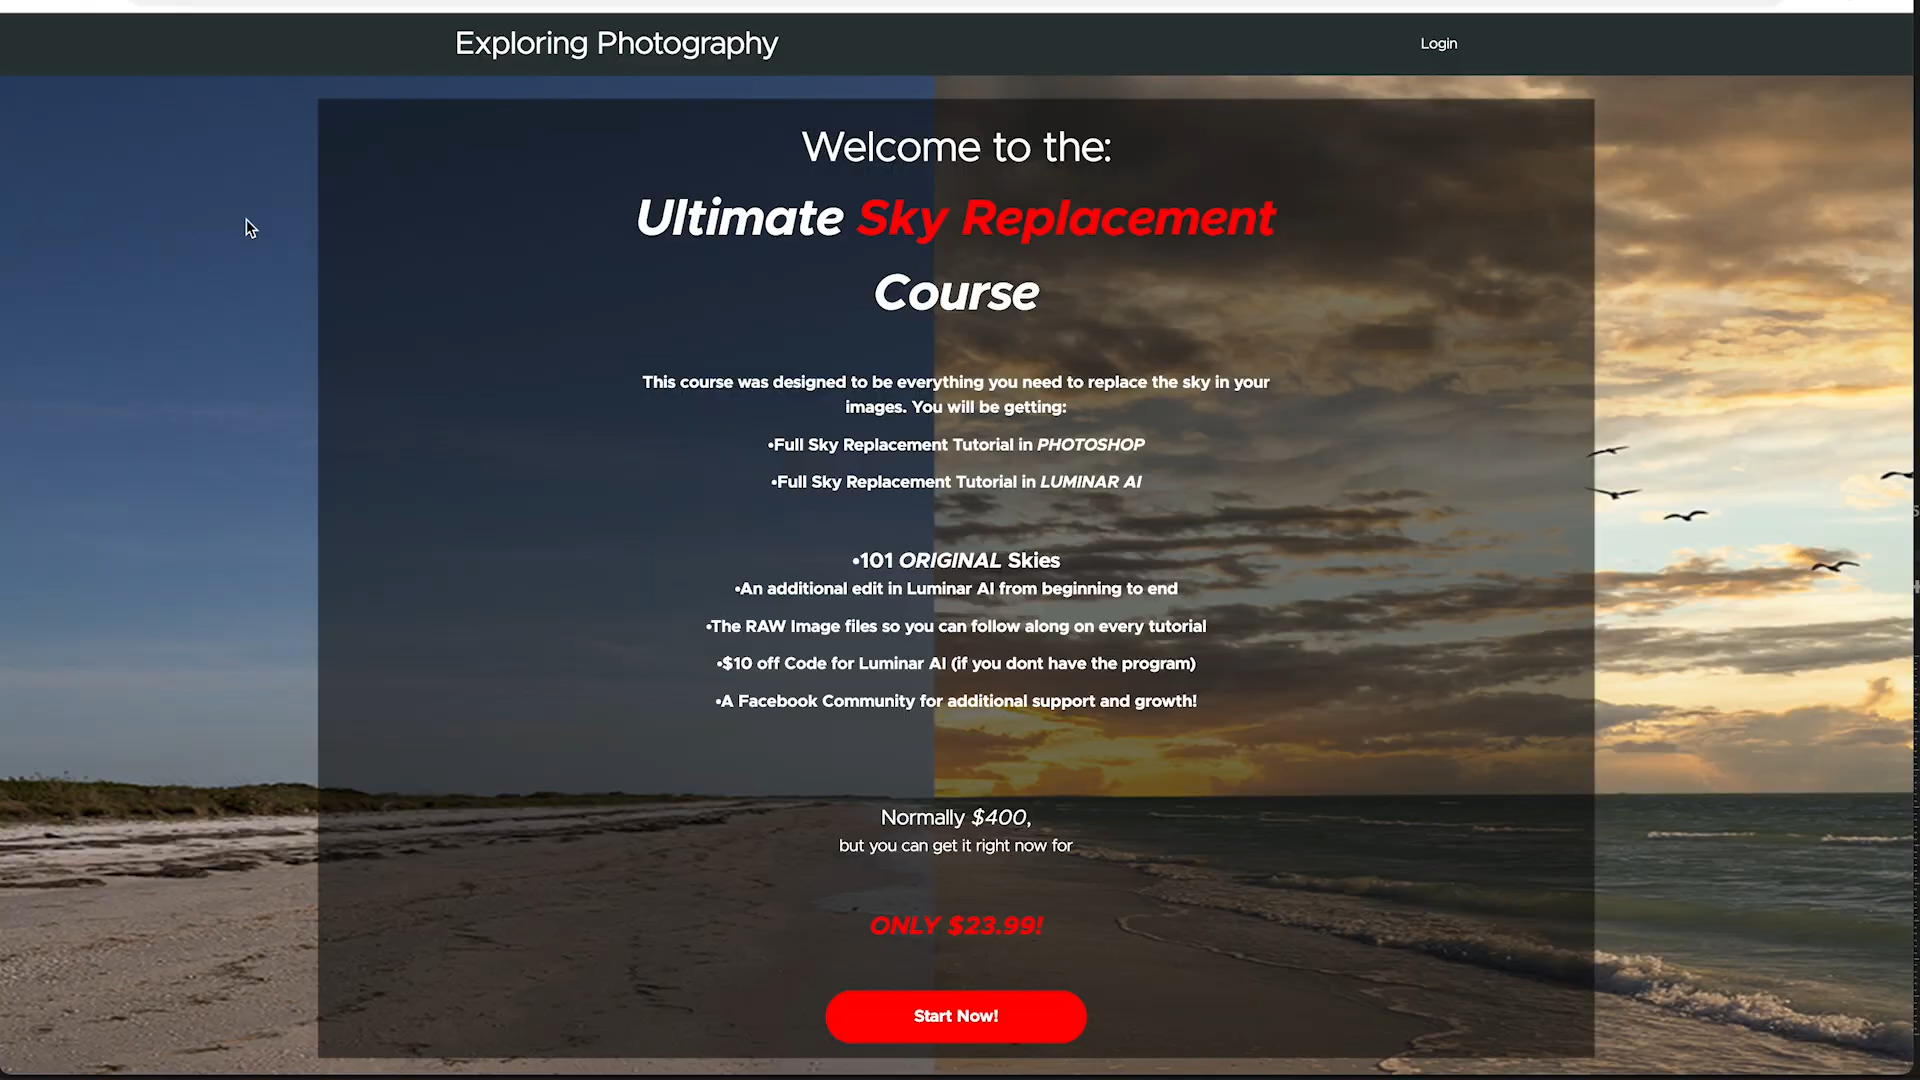 Exploring Photography
Login
Welcome to the:
Ultimate Sky Replacement
Course
This course was designed to be everything you need to replace the sky in your
images. You will be getting:
•Full Sky Replacement Tutorial in PHOTOSHOP
•Full Sky Replacement Tutorial in LUMINAR AI
•101 ORIGINAL Skies
•An additional edit in Luminar AI from beginning to end
•The RAW Image files so you can follow along on every tutorial
•$10 off Code for Luminar AI (if you dont have the program)
•A Facebook Community for additional support and growth!
Normally $400,
but you can get it right now for
ONLY $23.99!
Start Now!